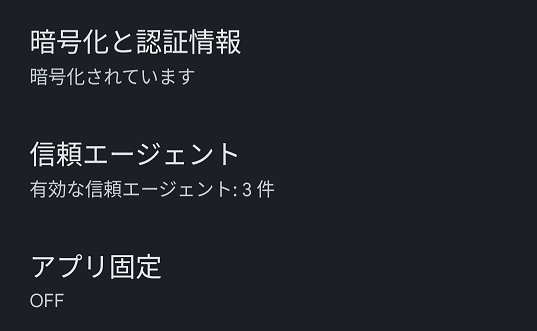 暗号化と認証情報
暗号化されています
信頼エージェント
有効な信頼エージェント: 3 件
アプリ固定
OFF